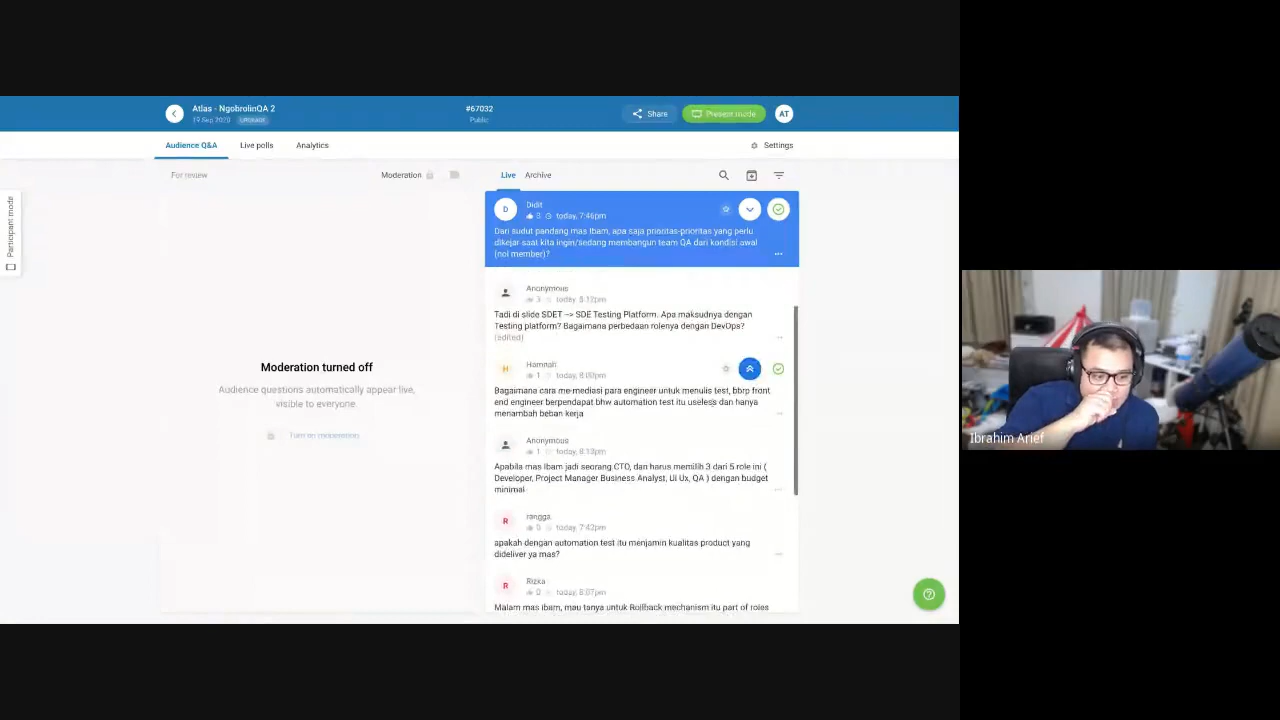 Atlas - NgobrolinQA 2
19 Sep 2020 UPGRADE
#67032
Public
Share
Present mode
AT
Audience Q&A
Live polls
Analytics
Settings
Participant mode
For review
Moderation
Live
Archive
Moderation turned off
Audience questions automatically appear live,
visible to everyone.
Turn on moderation
D
Didit
3 today, 7:46pm
Dari sudut pandang mas Ibam, apa saja prioritas-prioritas yang perlu
dikejar saat kita ingin/sedang membangun team QA dari kondisi awal
(nol member)?
Anonymous
3 today, 8:12pm
Tadi di slide SDET --> SDE Testing Platform. Apa maksudnya dengan
Testing platform? Bagaimana perbedaan rolenya dengan DevOps?
(edited)
H
Hamnah
1 today, 8:03pm
Bagaimana cara me-mediasi para engineer untuk menulis test, bbrp front
end engineer berpendapat bhw automation test itu useless dan hanya
menambah beban kerja
Anonymous
1 today, 8:13pm
Apabila mas Ibam jadi seorang CTO, dan harus memilih 3 dari 5 role ini (
Developer, Project Manager Business Analyst, Ui Ux, QA ) dengan budget
minimal
R
rangga
0 today, 7:42pm
apakah dengan automation test itu menjamin kualitas product yang
dideliver ya mas?
R
Rizka
0 today, 8:07pm
Malam mas ibam, mau tanya untuk Rollback mechanism itu part of roles
Ibrahim Arief